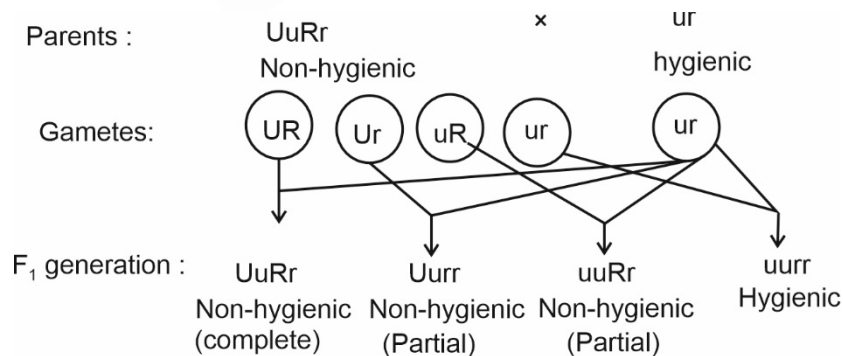 Parents : UuRr × ur
Non-hygienic hygienic
Gametes: UR Ur uR ur ur
F₁ generation : UuRr Uurr uuRr uurr
Non-hygienic Non-hygienic Non-hygienic Hygienic
(complete) (Partial) (Partial)